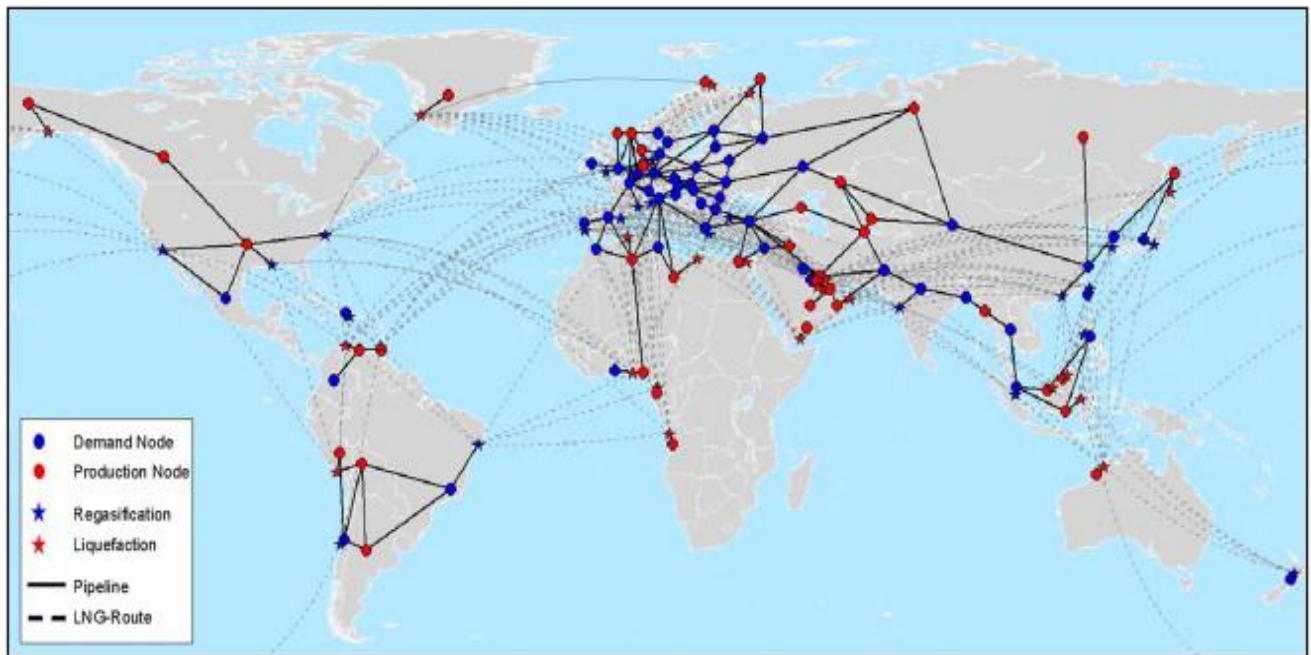 Demand Node
Production Node
Regasification
Liquefaction
Pipeline
LNG-Route